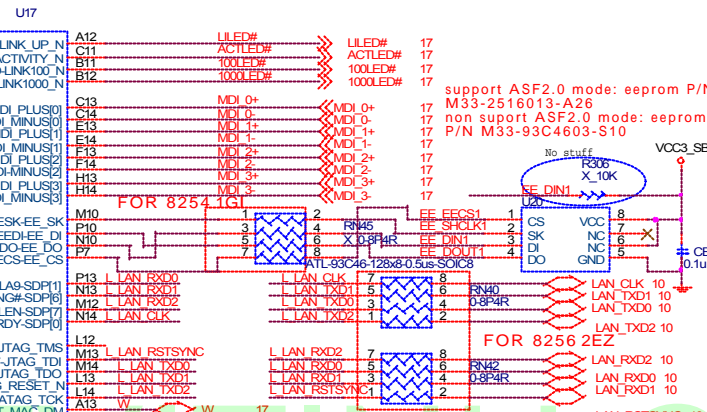 U17
LINK_UP_N A12 LILED# LILED# 17
ACTIVITY_N C11 ACTLED# ACTLED# 17
LINK100_N B11 100LED# 100LED# 17
LINK1000_N B12 1000LED# 1000LED# 17
support ASF2.0 mode: eeprom P/N
M33-2516013-A26
non suport ASF2.0 mode: eeprom
P/N M33-93C4603-S10
DI_PLUS[0] C13 MDI_0+ MDI_0+ 17
DI_MINUS[0] C14 MDI_0- MDI_0- 17
DI_PLUS[1] E13 MDI_1+ MDI_1+ 17
DI_MINUS[1] E14 MDI_1- MDI_1- 17
DI_PLUS[2] F13 MDI_2+ MDI_2+ 17
DI-MINUS[2] F14 MDI_2- MDI_2- 17
DI_PLUS[3] H13 MDI_3+ MDI_3+ 17
DI_MINUS[3] H14 MDI_3- MDI_3- 17
No stuff
R306
X_10K
VCC3_SB
EE_DIN1
FOR 82541GI
U20
ESK-EE_SK M10 1 2 EE_EECS1 1 CS VCC 8
EEDI-EE_DI P10 3 4 RN45 EE_SHCLK1 2 SK NC 7
DO-EE_DO N10 5 6 X_0-8P4R EE_DIN1 3 DI NC 6
ECS-EE_CS P7 7 8 EE_DOUT1 4 DO GND 5
ATL-93C46-128x8-0.5us-SOIC8
0.1u
LA9-SDP[1] P13 L_LAN_RXD0 L_LAN_CLK 7 8 LAN_CLK 10
NG#-SDP[6] N13 L_LAN_RXD1 L_LAN_TXD1 5 6 RN40 LAN_TXD1 10
LEN-SDP[7] M12 L_LAN_RXD2 L_LAN_TXD0 3 4 0-8P4R LAN_TXD0 10
RDY-SDP[0] N14 L_LAN_CLK L_LAN_TXD2 1 2 LAN_TXD2 10
FOR 82562EZ
JTAG_TMS L12
JTAG_TDI M13 L_LAN_RSTSYNC L_LAN_RXD2 7 8 LAN_RXD2 10
JTAG_TDO M14 L_LAN_TXD0 L_LAN_RXD0 5 6 RN42 LAN_RXD0 10
RESET_N L13 L_LAN_TXD1 L_LAN_RXD1 3 4 0-8P4R LAN_RXD1 10
ATAG_TCK L14 L_LAN_TXD2 L_LAN_RSTSYNC 1 2
A13 W W 17